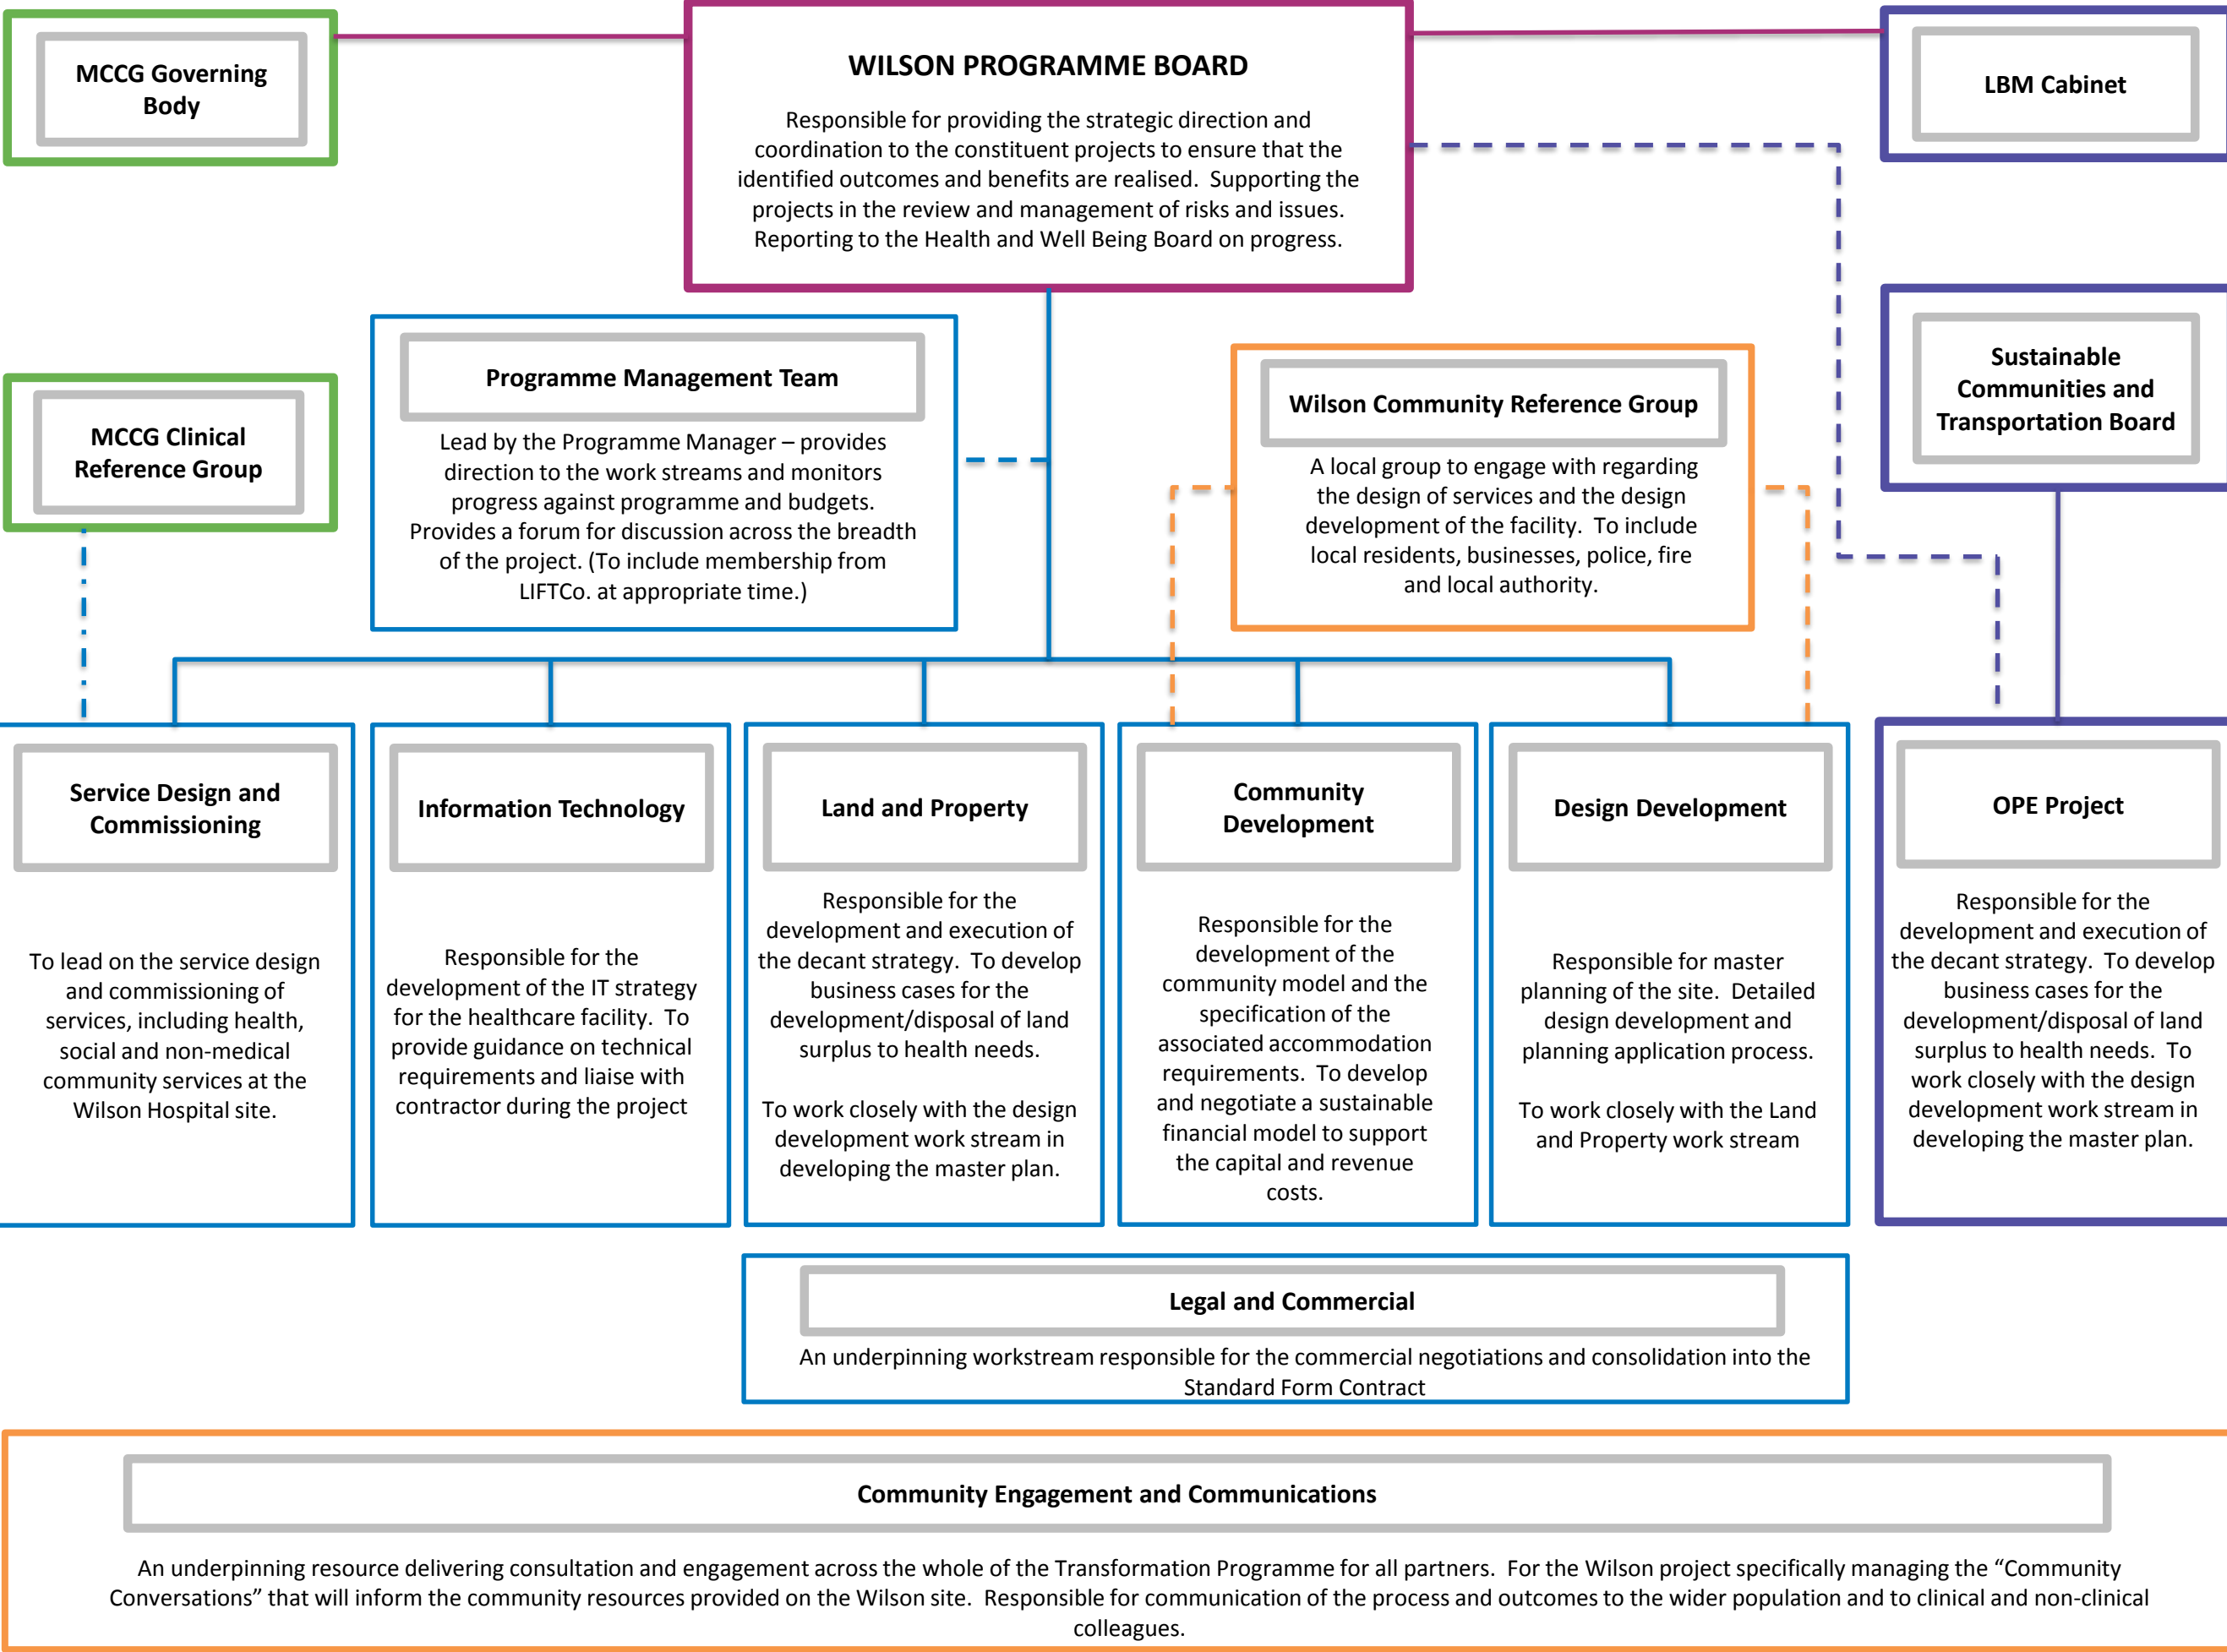 MCCG Governing
Body
WILSON PROGRAMME BOARD
Responsible for providing the strategic direction and
coordination to the constituent projects to ensure that the
identified outcomes and benefits are realised. Supporting the
projects in the review and management of risks and issues.
Reporting to the Health and Well Being Board on progress.
LBM Cabinet
MCCG Clinical
Reference Group
Programme Management Team
Lead by the Programme Manager – provides
direction to the work streams and monitors
progress against programme and budgets.
Provides a forum for discussion across the breadth
of the project. (To include membership from
LIFTCo. at appropriate time.)
Wilson Community Reference Group
A local group to engage with regarding
the design of services and the design
development of the facility. To include
local residents, businesses, police, fire
and local authority.
Sustainable
Communities and
Transportation Board
Service Design and
Commissioning
To lead on the service design
and commissioning of
services, including health,
social and non-medical
community services at the
Wilson Hospital site.
Information Technology
Responsible for the
development of the IT strategy
for the healthcare facility. To
provide guidance on technical
requirements and liaise with
contractor during the project
Land and Property
Responsible for the
development and execution of
the decant strategy. To develop
business cases for the
development/disposal of land
surplus to health needs.
To work closely with the design
development work stream in
developing the master plan.
Community
Development
Responsible for the
development of the
community model and the
specification of the
associated accommodation
requirements. To develop
and negotiate a sustainable
financial model to support
the capital and revenue
costs.
Design Development
Responsible for master
planning of the site. Detailed
design development and
planning application process.
To work closely with the Land
and Property work stream
OPE Project
Responsible for the
development and execution of
the decant strategy. To develop
business cases for the
development/disposal of land
surplus to health needs. To
work closely with the design
development work stream in
developing the master plan.
Legal and Commercial
An underpinning workstream responsible for the commercial negotiations and consolidation into the
Standard Form Contract
Community Engagement and Communications
An underpinning resource delivering consultation and engagement across the whole of the Transformation Programme for all partners. For the Wilson project specifically managing the “Community
Conversations” that will inform the community resources provided on the Wilson site. Responsible for communication of the process and outcomes to the wider population and to clinical and non-clinical
colleagues.